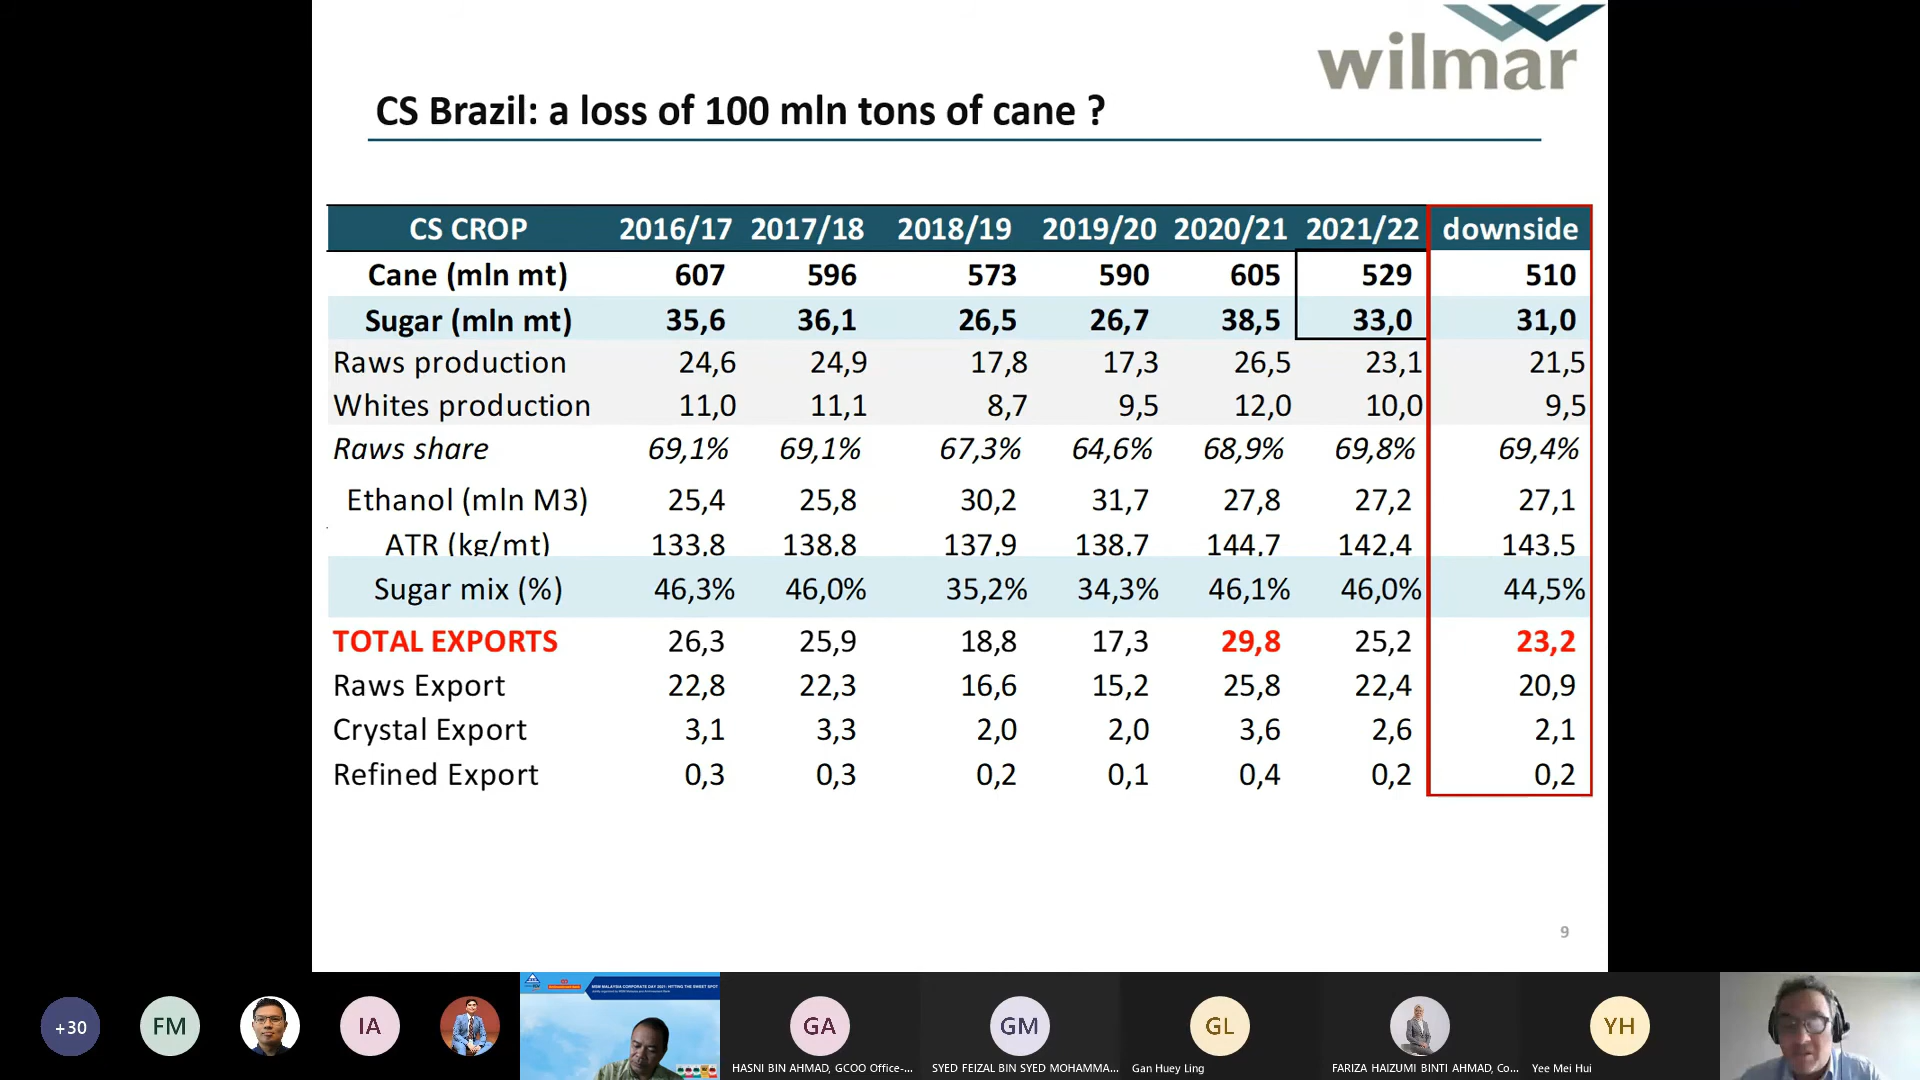 wilmar
CS Brazil: a loss of 100 mln tons of cane ?
CS CROP 2016/17 2017/18 2018/19 2019/20 2020/21 2021/22 downside
Cane (mln mt) 607 596 573 590 605 529 510
Sugar (mln mt) 35,6 36,1 26,5 26,7 38,5 33,0 31,0
Raws production 24,6 24,9 17,8 17,3 26,5 23,1 21,5
Whites production 11,0 11,1 8,7 9,5 12,0 10,0 9,5
Raws share 69,1% 69,1% 67,3% 64,6% 68,9% 69,8% 69,4%
Ethanol (mln M3) 25,4 25,8 30,2 31,7 27,8 27,2 27,1
ATR (kg/mt) 133,8 138,8 137,9 138,7 144,7 142,4 143,5
Sugar mix (%) 46,3% 46,0% 35,2% 34,3% 46,1% 46,0% 44,5%
TOTAL EXPORTS 26,3 25,9 18,8 17,3 29,8 25,2 23,2
Raws Export 22,8 22,3 16,6 15,2 25,8 22,4 20,9
Crystal Export 3,1 3,3 2,0 2,0 3,6 2,6 2,1
Refined Export 0,3 0,3 0,2 0,1 0,4 0,2 0,2
9
MSM MALAYSIA CORPORATE DAY 2021: HITTING THE SWEET SPOT
+30 FM IA GA GM GL YH
HASNI BIN AHMAD, GCOO Office-... SYED FEIZAL BIN SYED MOHAMMA... Gan Huey Ling FARIZA HAIZUMI BINTI AHMAD, Co... Yee Mei Hui